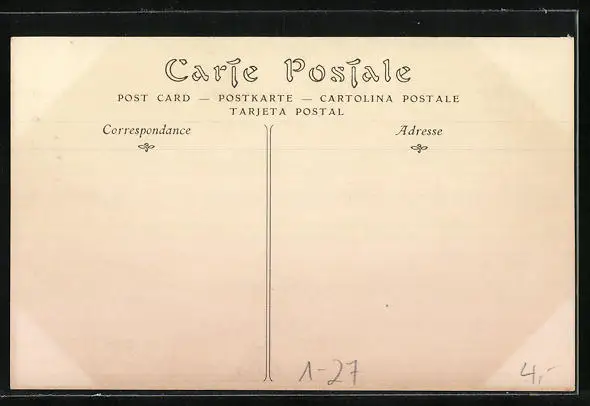 Carte Postale
POST CARD — POSTKARTE — CARTOLINA POSTALE
TARJETA POSTAL
Correspondance Adresse
1-27 4,-